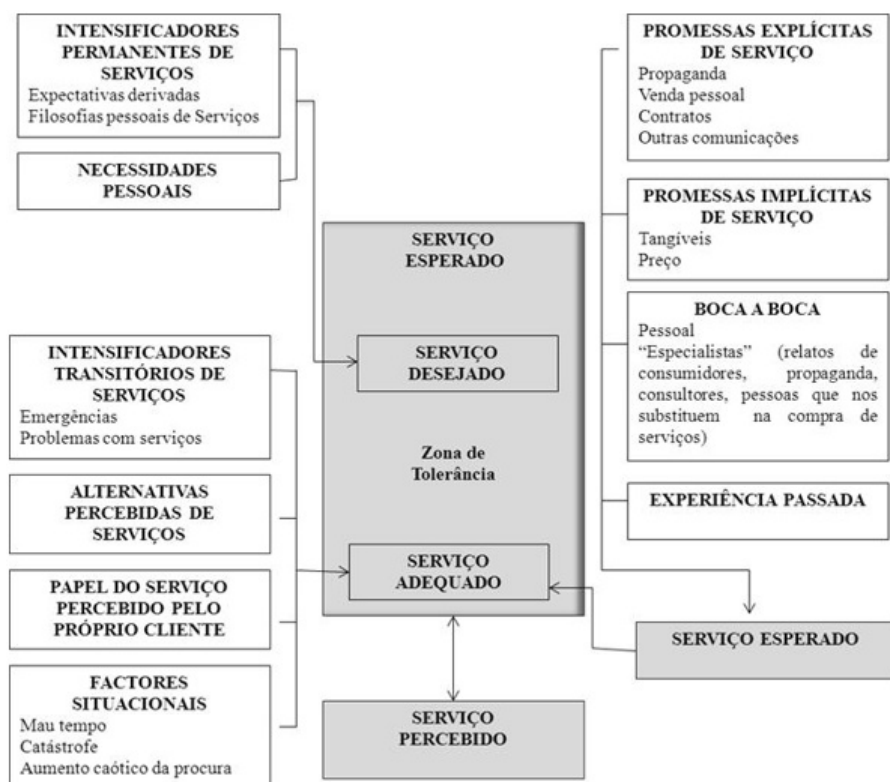 INTENSIFICADORES
PERMANENTES DE
SERVIÇOS
Expectativas derivadas
Filosofias pessoais de Serviços
NECESSIDADES
PESSOAIS
INTENSIFICADORES
TRANSITÓRIOS DE
SERVIÇOS
Emergências
Problemas com serviços
ALTERNATIVAS
PERCEBIDAS DE
SERVIÇOS
PAPEL DO SERVIÇO
PERCEBIDO PELO
PRÓPRIO CLIENTE
FACTORES
SITUACIONAIS
Mau tempo
Catástrofe
Aumento caótico da procura
SERVIÇO
ESPERADO
SERVIÇO
DESEJADO
Zona de
Tolerância
SERVIÇO
ADEQUADO
SERVIÇO
PERCEBIDO
PROMESSAS EXPLÍCITAS
DE SERVIÇO
Propaganda
Venda pessoal
Contratos
Outras comunicações
PROMESSAS IMPLÍCITAS
DE SERVIÇO
Tangíveis
Preço
BOCA A BOCA
Pessoal
“Especialistas” (relatos de
consumidores, propaganda,
consultores, pessoas que nos
substituem na compra de
serviços)
EXPERIÊNCIA PASSADA
SERVIÇO ESPERADO